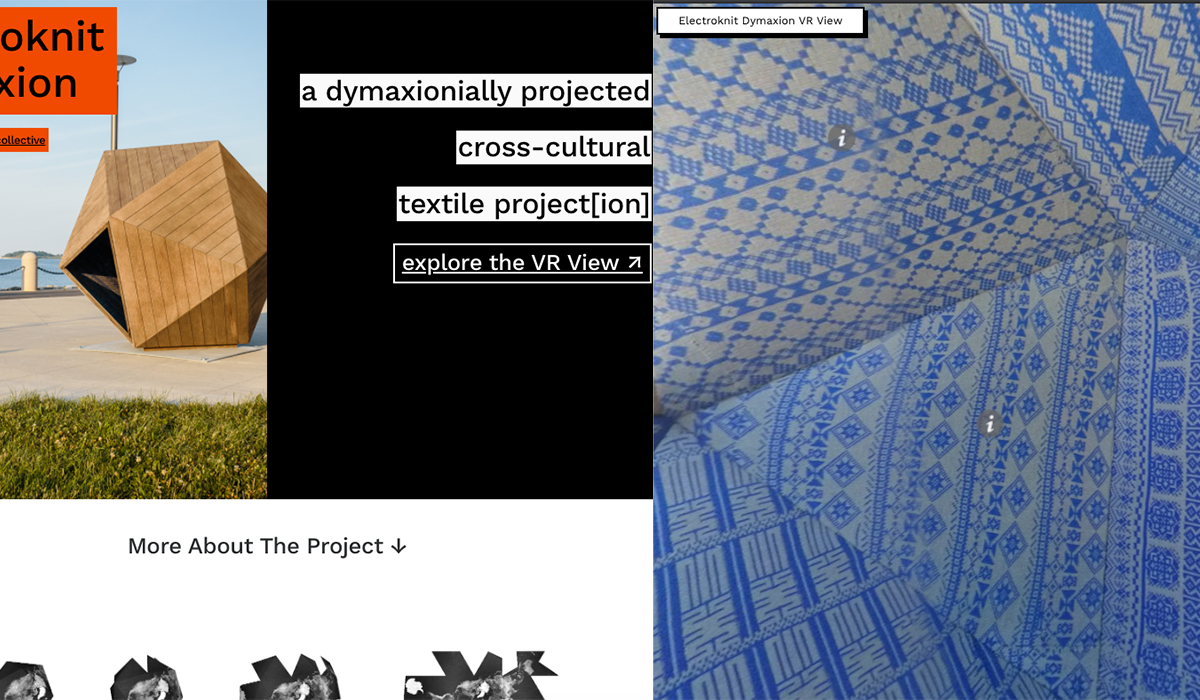 oknit
xion
collective
a dymaxionially projected
cross-cultural
textile project[ion]
explore the VR View ↗
More About The Project ↓
Electroknit Dymaxion VR View
i
i